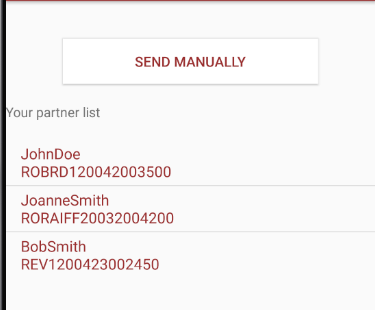 SEND MANUALLY
Your partner list
JohnDoe
ROBRD120042003500
JoanneSmith
RORAIFF20032004200
BobSmith
REV1200423002450